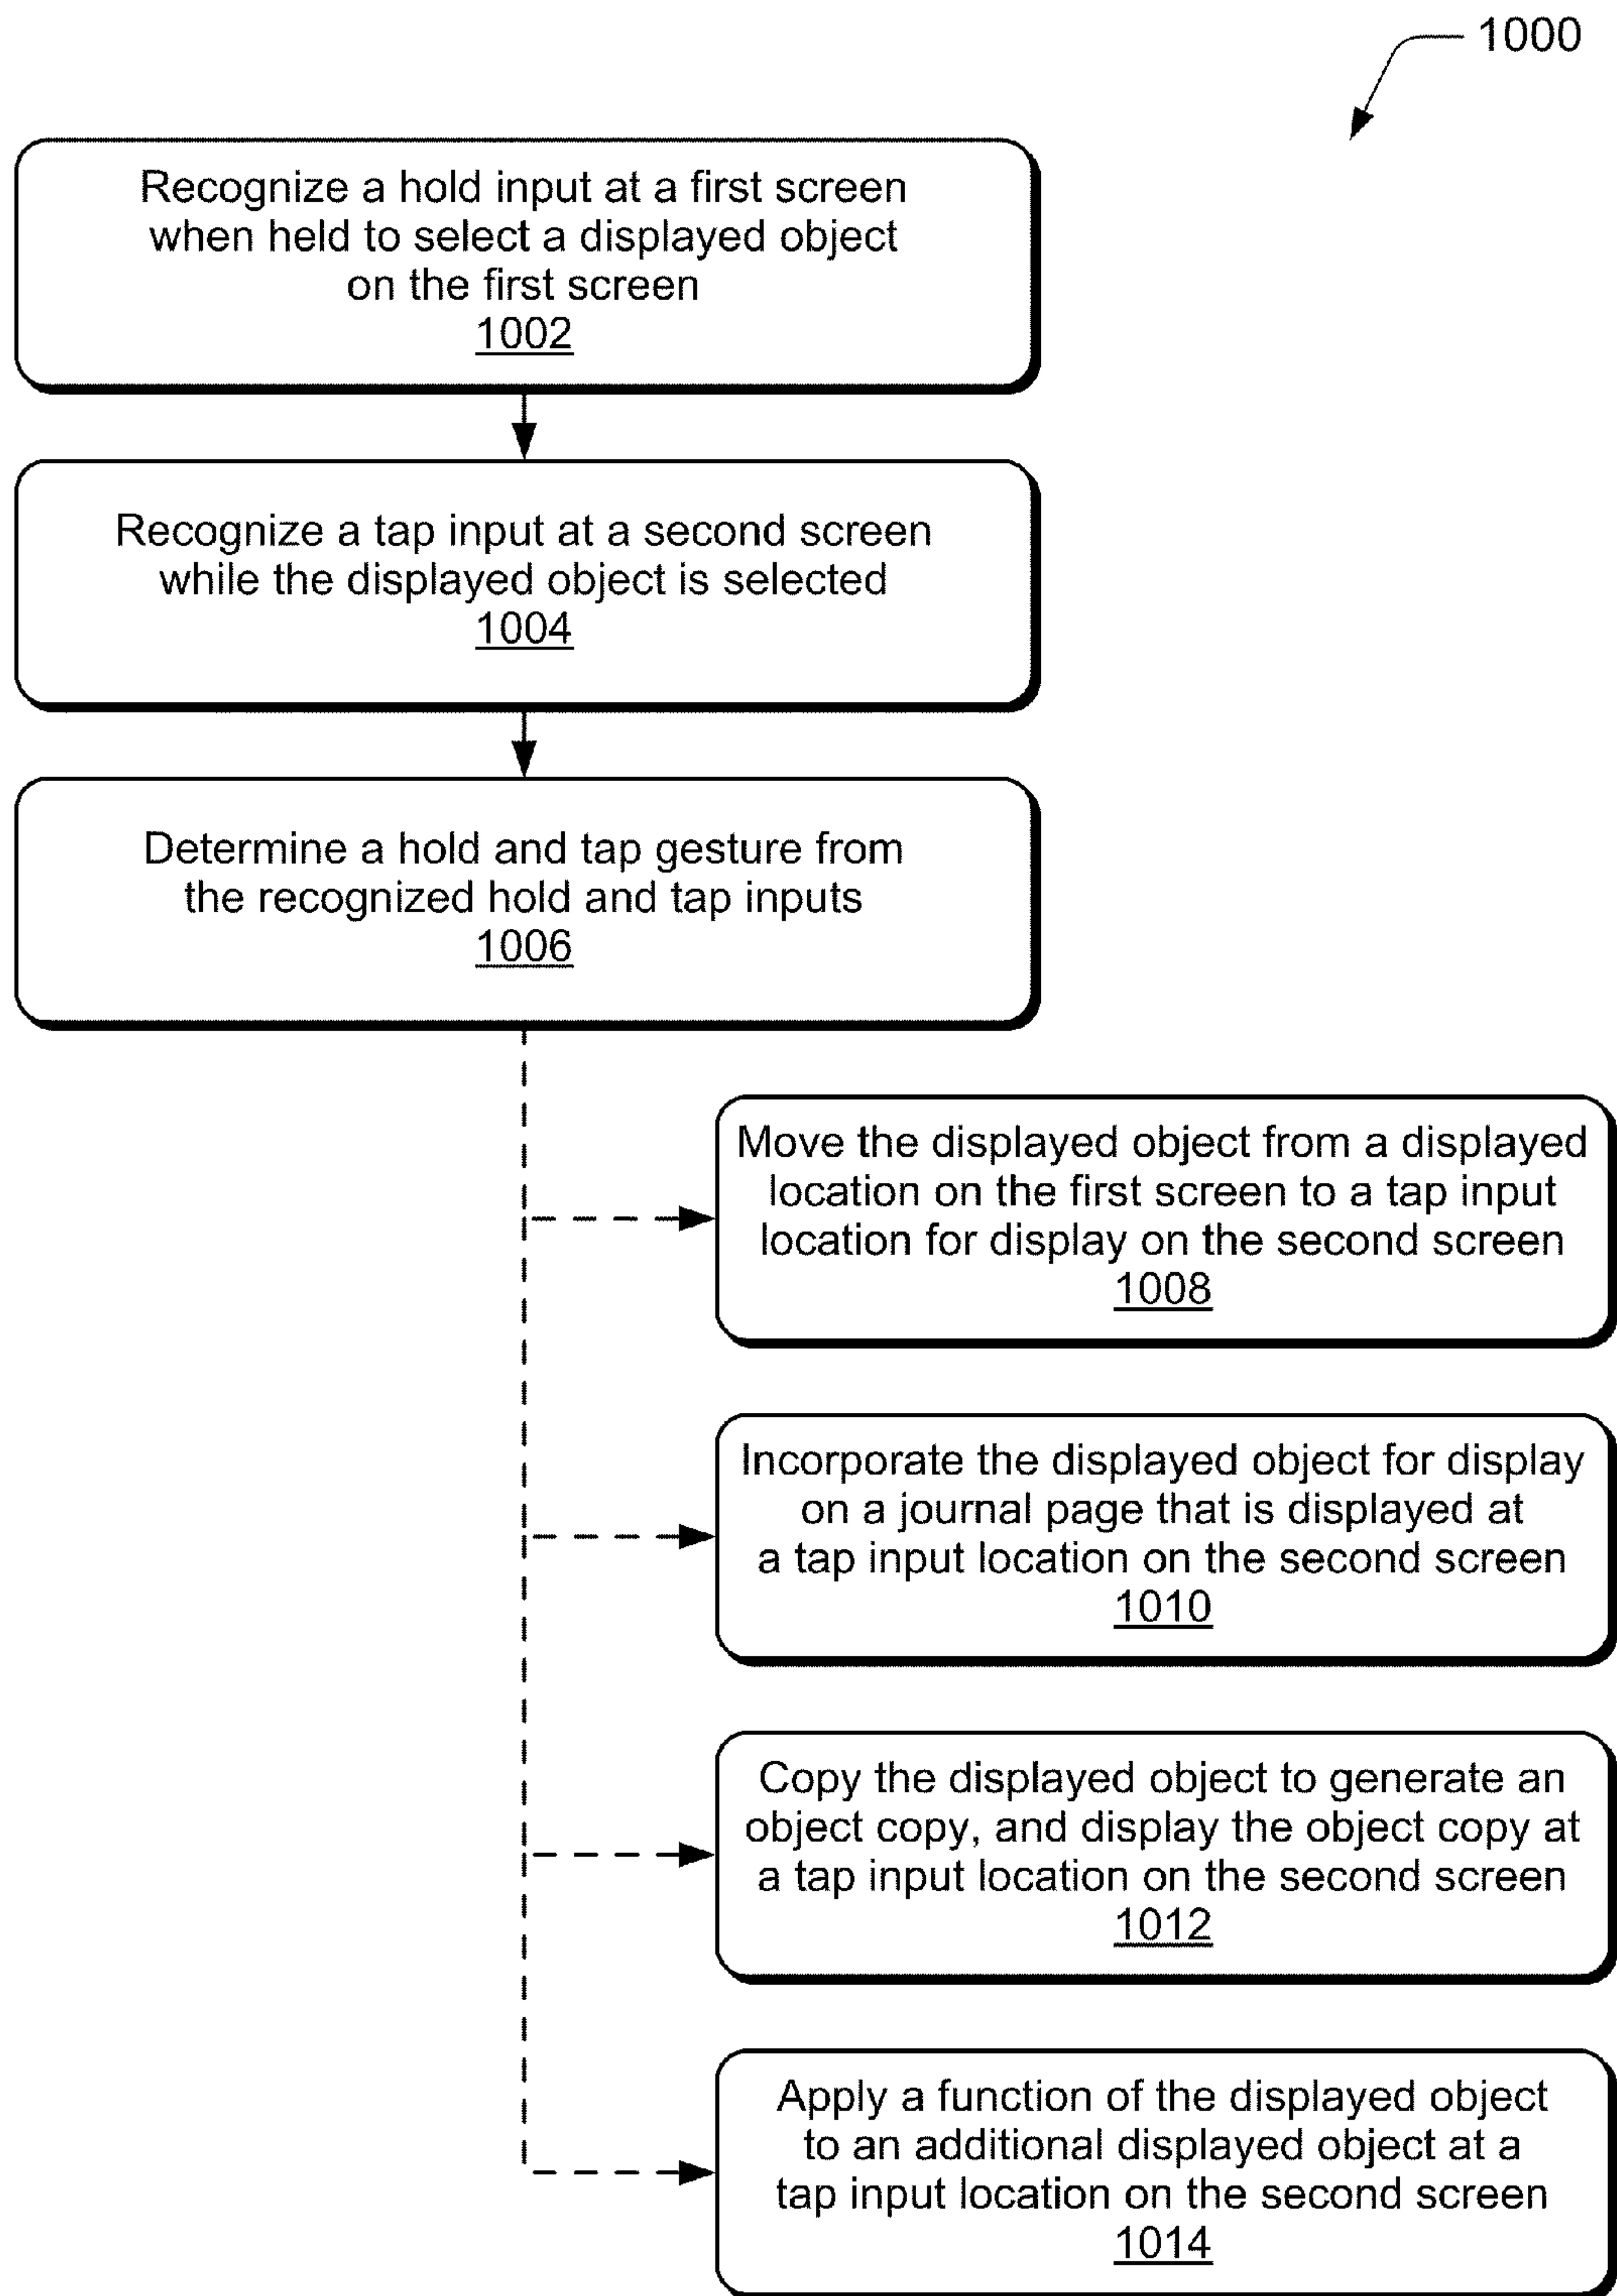 1000
Recognize a hold input at a first screen
when held to select a displayed object
on the first screen
1002
Recognize a tap input at a second screen
while the displayed object is selected
1004
Determine a hold and tap gesture from
the recognized hold and tap inputs
1006
Move the displayed object from a displayed
location on the first screen to a tap input
location for display on the second screen
1008
Incorporate the displayed object for display
on a journal page that is displayed at
a tap input location on the second screen
1010
Copy the displayed object to generate an
object copy, and display the object copy at
a tap input location on the second screen
1012
Apply a function of the displayed object
to an additional displayed object at a
tap input location on the second screen
1014